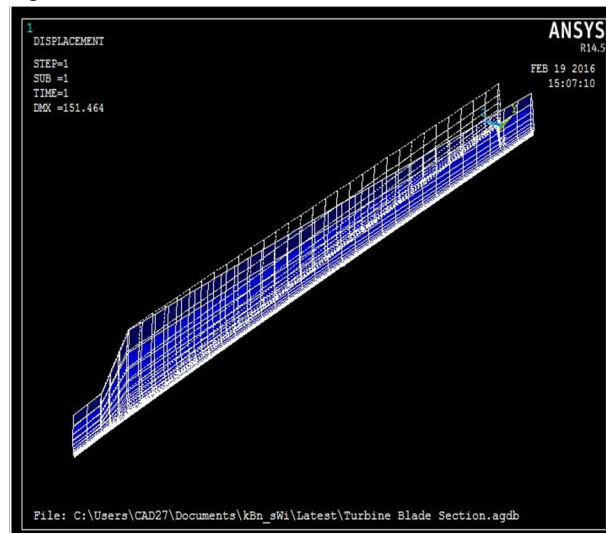 1
DISPLACEMENT
STEP=1
SUB =1
TIME=1
DMX =151.464
ANSYS
R14.5
FEB 19 2016
15:07:10
File: C:\Users\CAD27\Documents\kBn_sWi\Latest\Turbine Blade Section.agdb